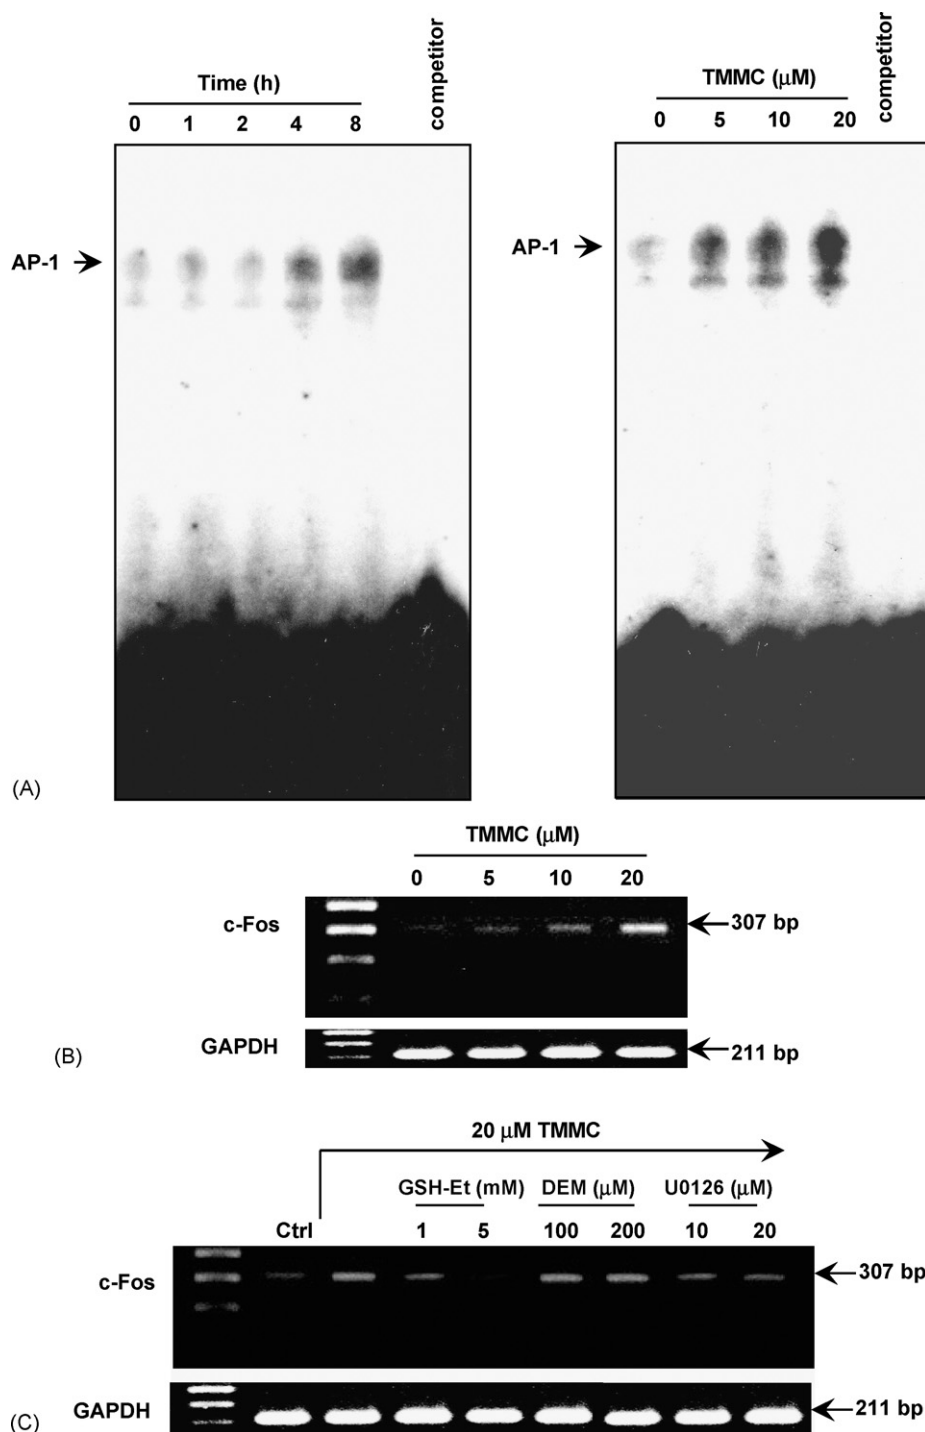 Time (h)
0 1 2 4 8
competitor
TMMC (μM)
0 5 10 20
competitor
AP-1
AP-1
(A)
TMMC (μM)
0 5 10 20
c-Fos
307 bp
GAPDH
211 bp
(B)
20 μM TMMC
GSH-Et (mM) DEM (μM) U0126 (μM)
Ctrl 1 5 100 200 10 20
c-Fos
307 bp
GAPDH
211 bp
(C)